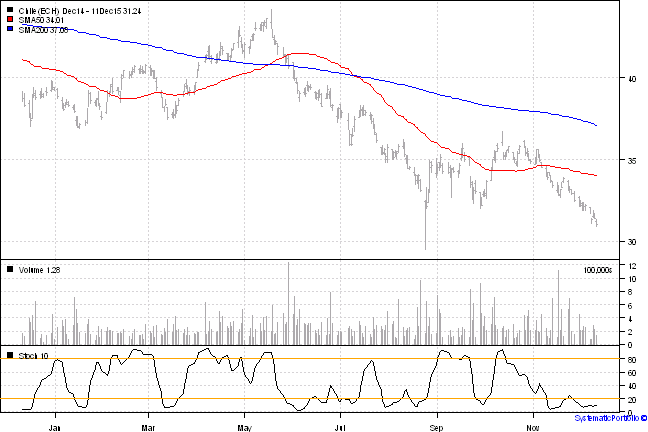 Chile (ECH) Dec14 - 11Dec15 31.24
SMA50 34.01
SMA200 37.08
40
35
30
Volume 1.28
100,000s
12
10
8
6
4
2
0
Stoch 10
80
60
40
20
0
Jan Mar May Jul Sep Nov
SystematicPortfolio ©